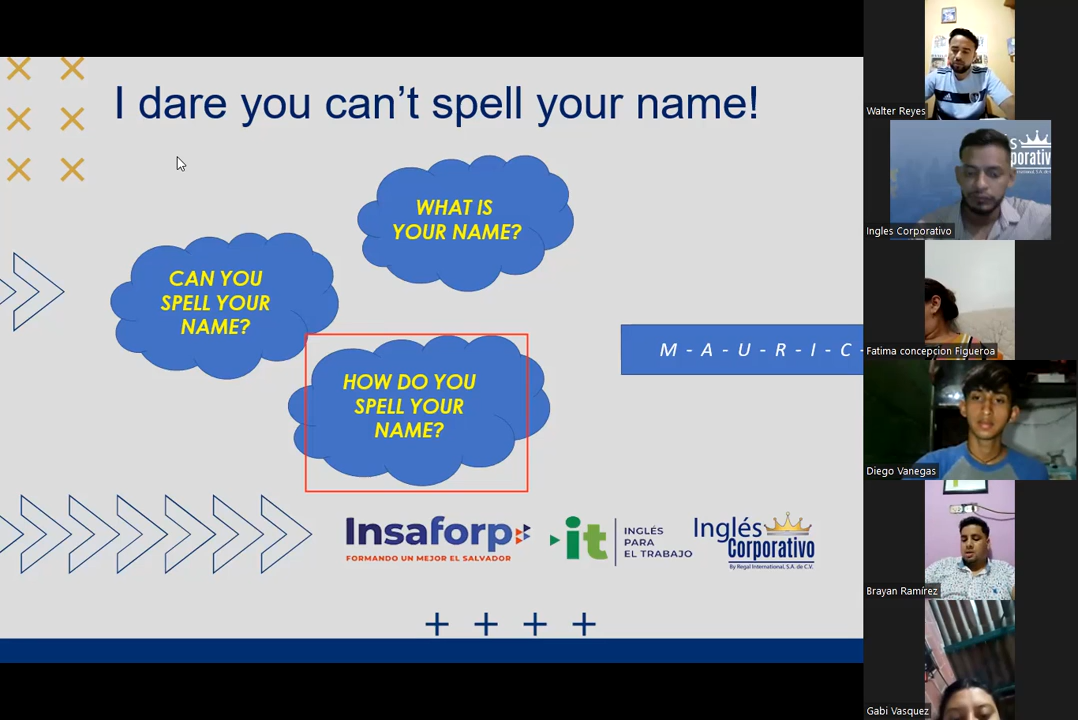 I dare you can't spell your name!
WHAT IS
YOUR NAME?
CAN YOU
SPELL YOUR
NAME?
HOW DO YOU
SPELL YOUR
NAME?
M - A - U - R - I - C -
Insaforp
FORMANDO UN MEJOR EL SALVADOR
it
INGLÉS
PARA
EL TRABAJO
Inglés
Corporativo
By Regal International, S.A. de C.V.
Walter Reyes
Ingles Corporativo
Fatima concepcion Figueroa
Diego Vanegas
Brayan Ramírez
Gabi Vasquez